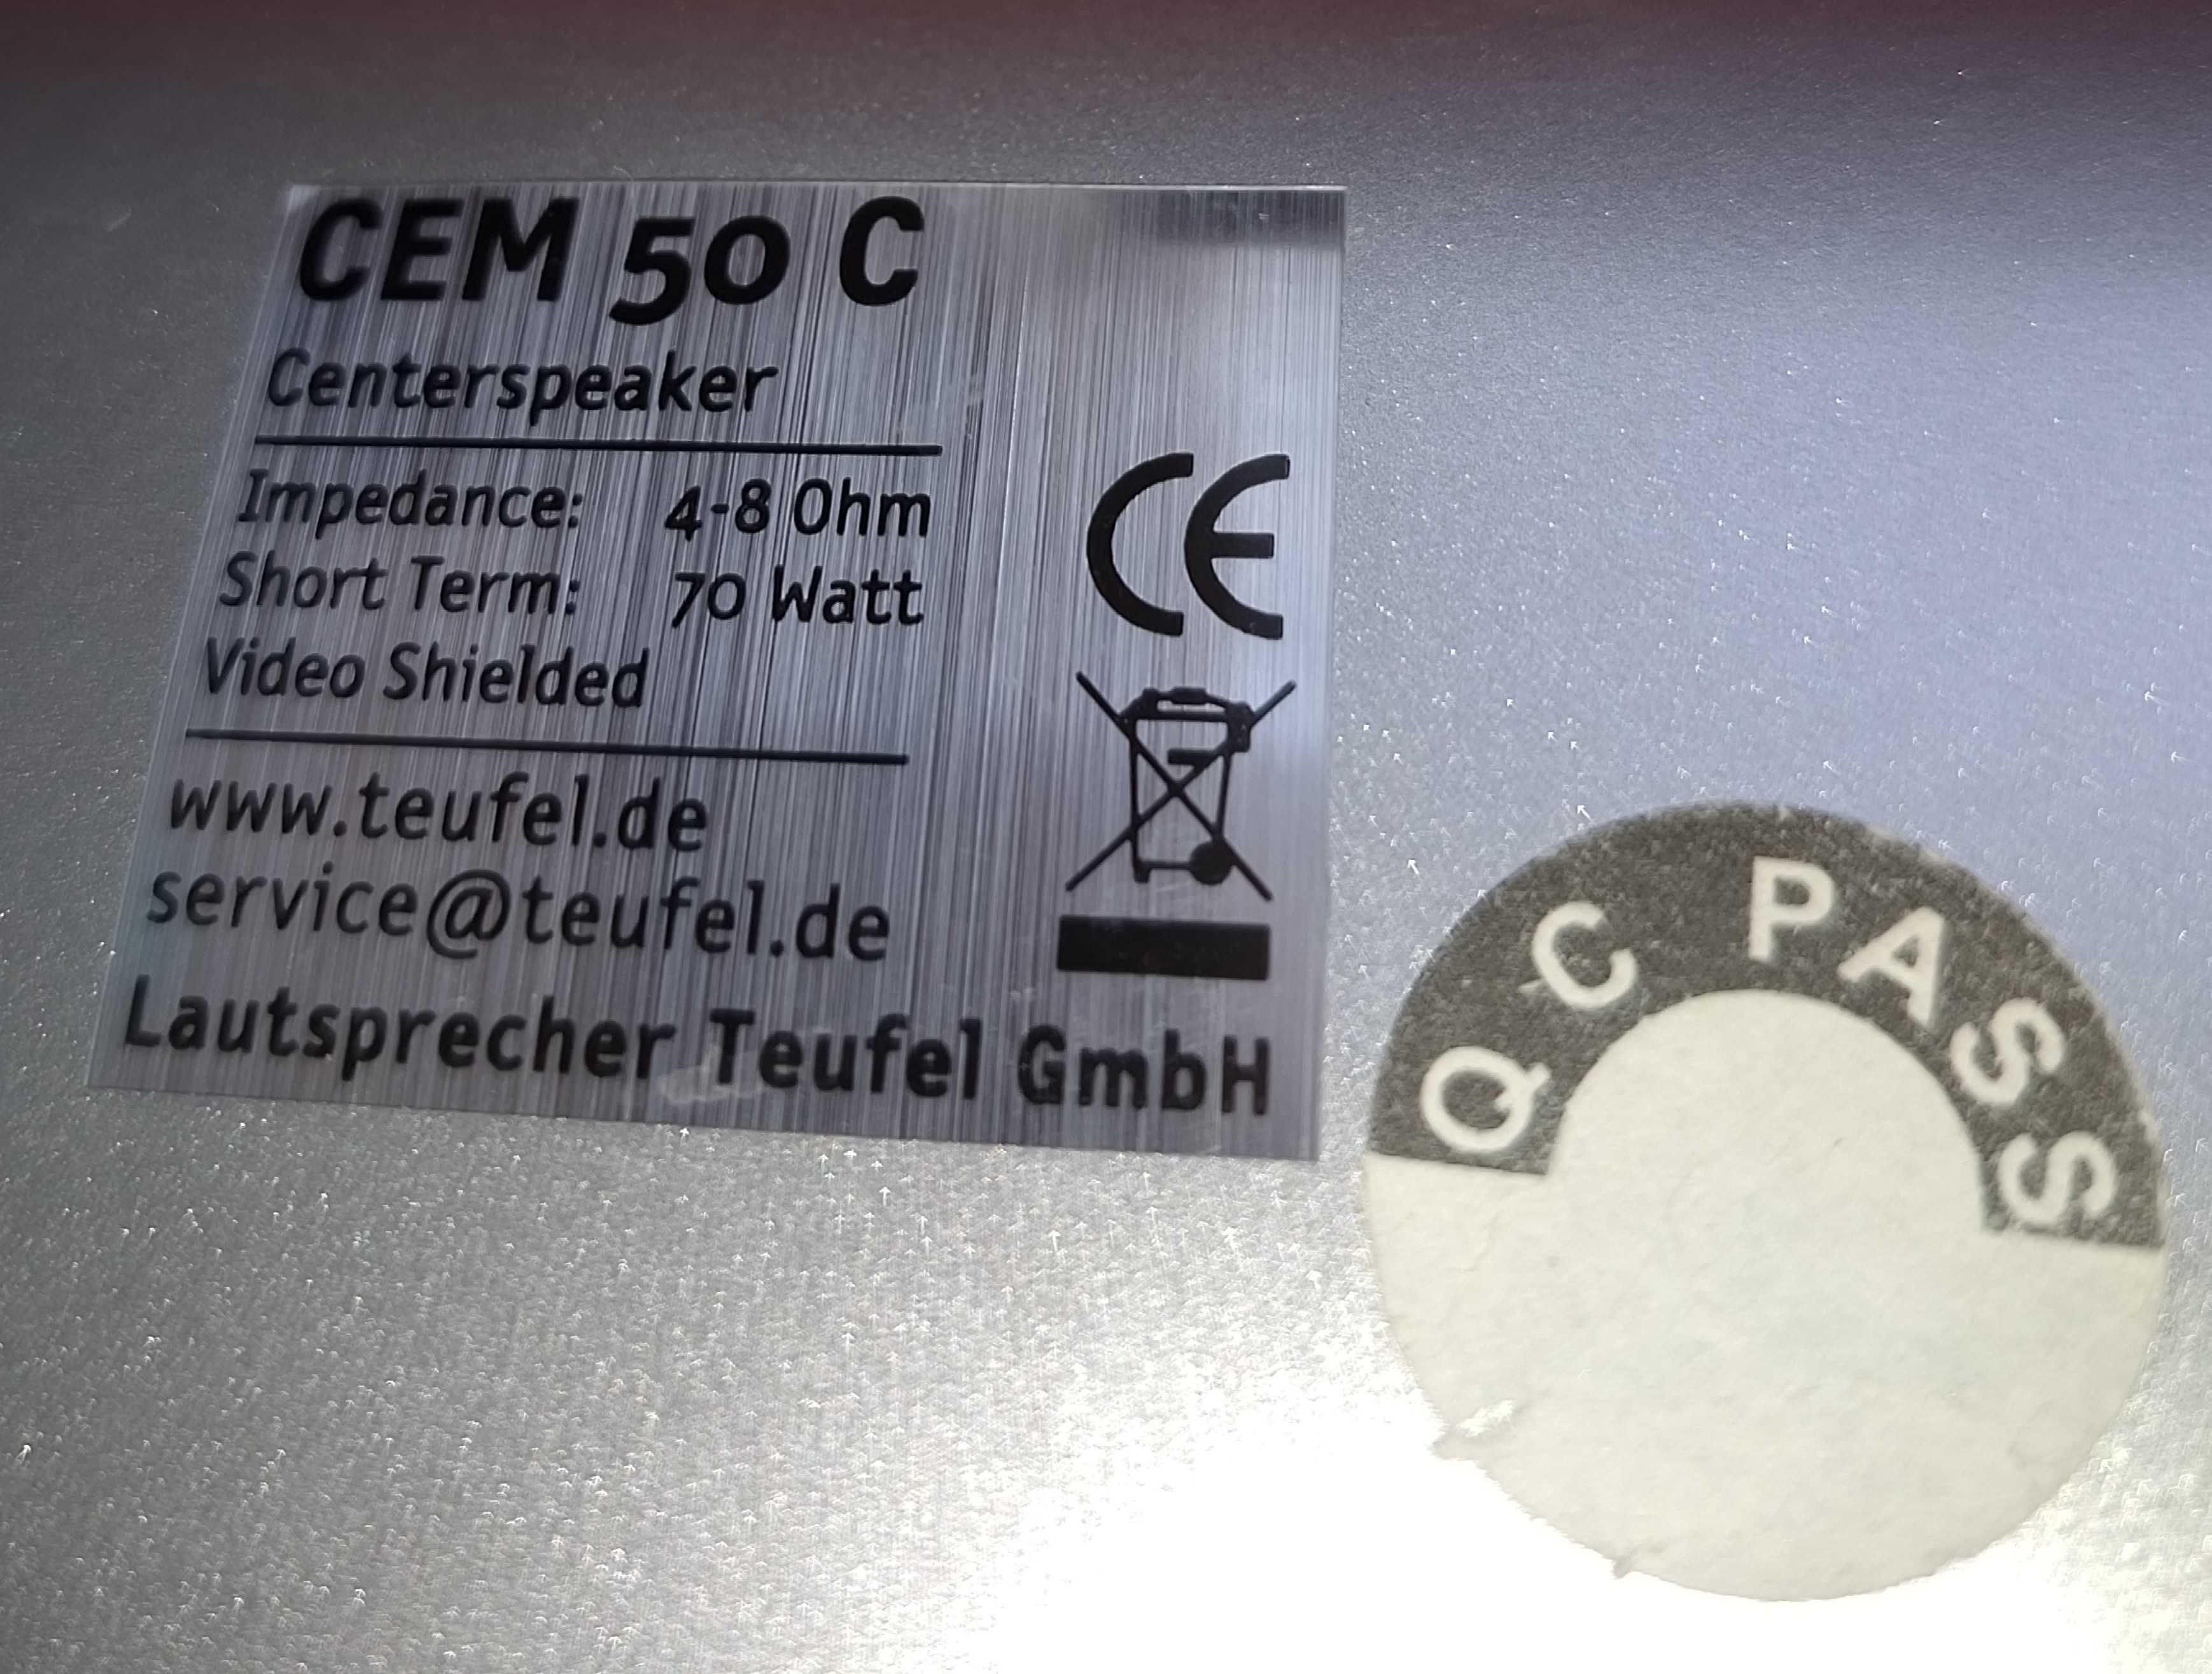 CEM 50 C
Centerspeaker
Impedance: 4-8 Ohm
Short Term: 70 Watt
Video Shielded
www.teufel.de
service@teufel.de
Lautsprecher Teufel GmbH
CE
QC PASS